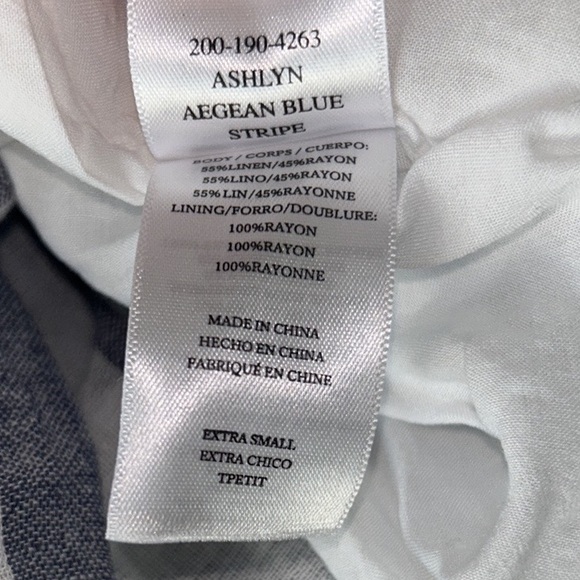 200-190-4263
ASHLYN
AEGEAN BLUE
STRIPE
BODY / CORPS / CUERPO:
55%LINEN/45%RAYON
55%LINO/45%RAYON
55%LIN/45%RAYONNE
LINING/FORRO/DOUBLURE:
100%RAYON
100%RAYON
100%RAYONNE
MADE IN CHINA
HECHO EN CHINA
FABRIQUÉ EN CHINE
EXTRA SMALL
EXTRA CHICO
TPETIT